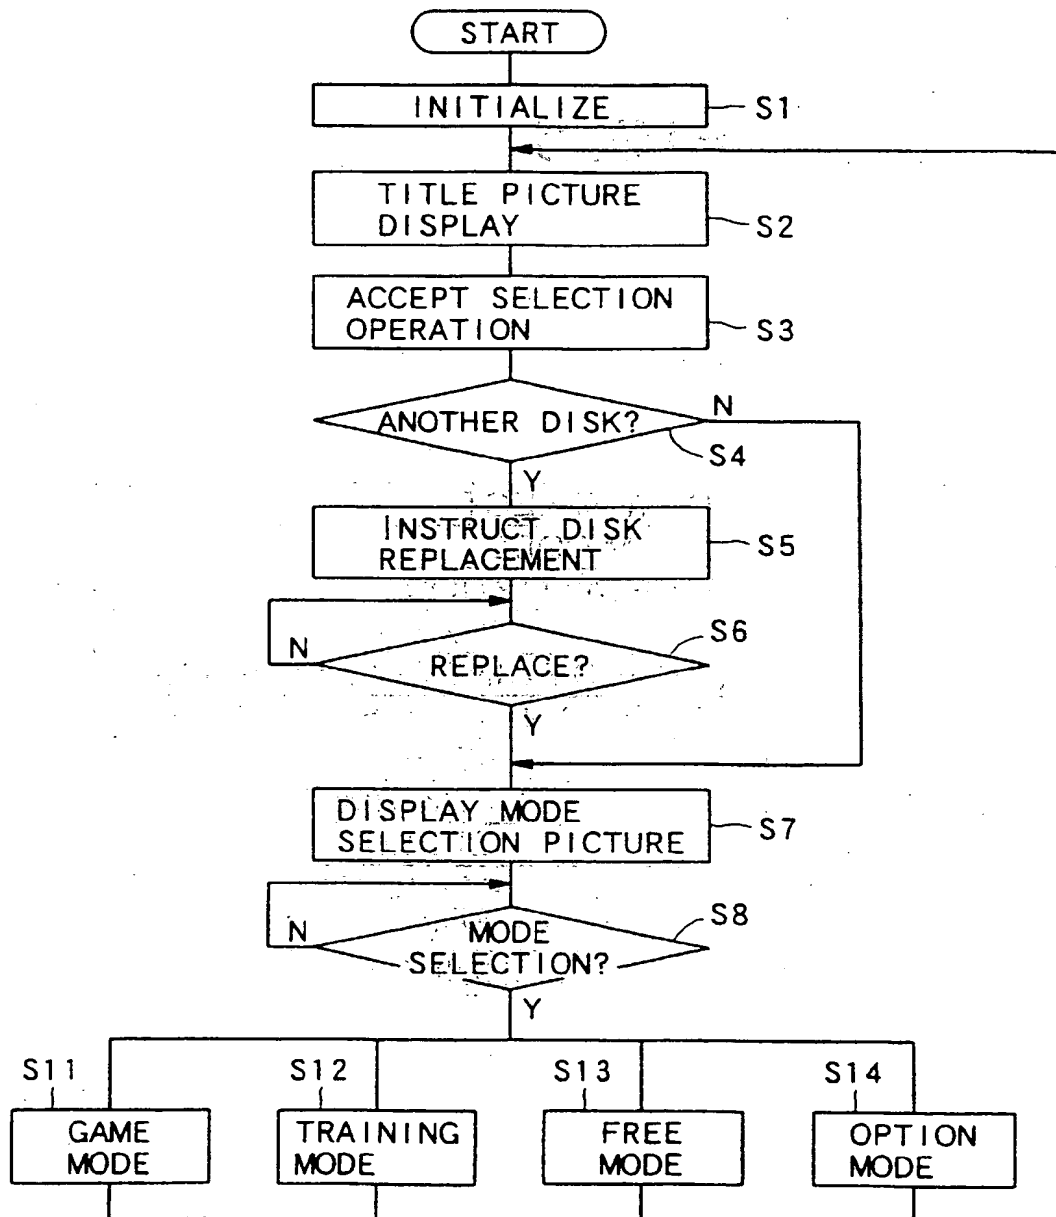 START
INITIALIZE
S1
TITLE PICTURE
DISPLAY
S2
ACCEPT SELECTION
OPERATION
S3
ANOTHER DISK?
N
S4
Y
INSTRUCT DISK
REPLACEMENT
S5
S6
N
REPLACE?
Y
DISPLAY MODE
SELECTION PICTURE
S7
S8
N
MODE
SELECTION?
Y
S11
S12
S13
S14
GAME
MODE
TRAINING
MODE
FREE
MODE
OPTION
MODE